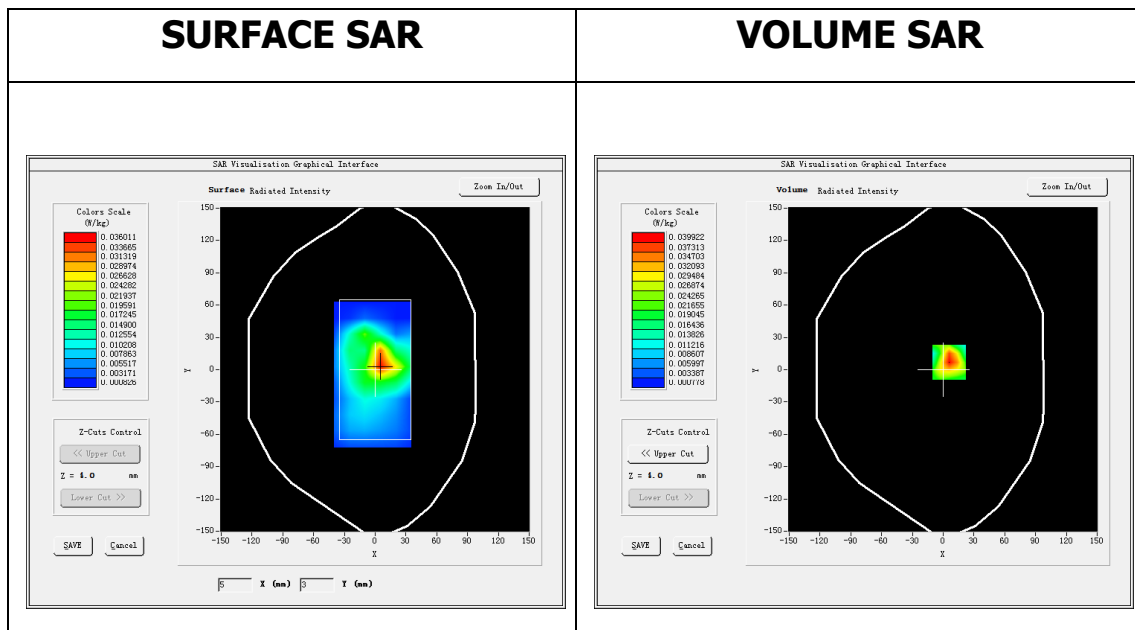 SURFACE SAR
VOLUME SAR
SAR Visualisation Graphical Interface
Surface Radiated Intensity
Zoom In/Out
Colors Scale
(W/kg)
0.036011
0.033665
0.031319
0.028974
0.026628
0.024282
0.021937
0.019591
0.017245
0.014900
0.012554
0.010208
0.007863
0.005517
0.003171
0.000826
Z-Cuts Control
<< Upper Cut
Z = 4.0 mm
Lower Cut >>
SAVE
Cancel
150
120
90
60
30
0
-30
-60
-90
-120
-150
Y
-150 -120 -90 -60 -30 0 30 60 90 120 150
X
5 X (mm) 3 Y (mm)
SAR Visualisation Graphical Interface
Volume Radiated Intensity
Zoom In/Out
Colors Scale
(W/kg)
0.039922
0.037313
0.034703
0.032093
0.029484
0.026874
0.024265
0.021655
0.019045
0.016436
0.013826
0.011216
0.008607
0.005997
0.003387
0.000778
Z-Cuts Control
<< Upper Cut
Z = 4.0 mm
Lower Cut >>
SAVE
Cancel
150
120
90
60
30
0
-30
-60
-90
-120
-150
Y
-150 -120 -90 -60 -30 0 30 60 90 120 150
X